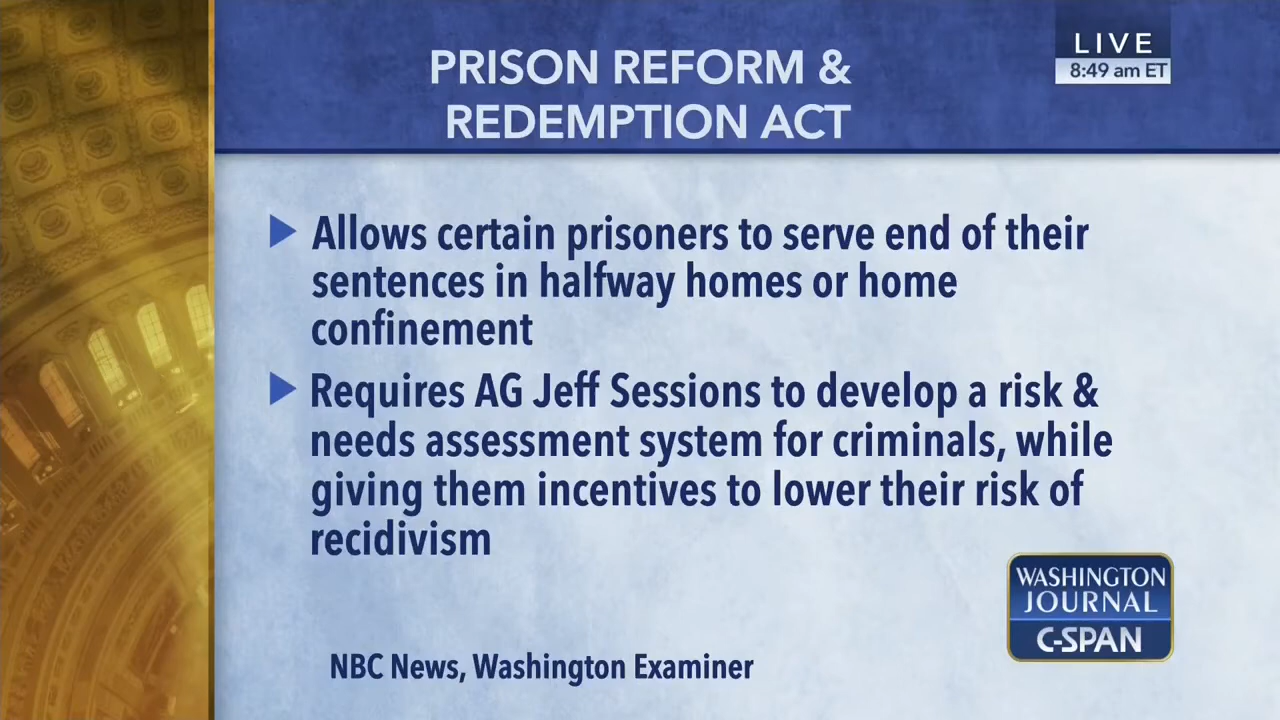 PRISON REFORM &
REDEMPTION ACT
LIVE
8:49 am ET
Allows certain prisoners to serve end of their
sentences in halfway homes or home
confinement
Requires AG Jeff Sessions to develop a risk &
needs assessment system for criminals, while
giving them incentives to lower their risk of
recidivism
WASHINGTON
JOURNAL
C-SPAN
NBC News, Washington Examiner